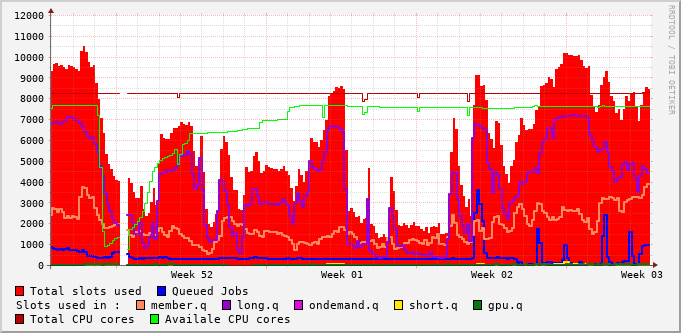 12000
11000
10000
9000
8000
7000
6000
5000
4000
3000
2000
1000
0
Week 52 Week 01 Week 02 Week 03
RRDTOOL / TOBI OETIKER
Total slots used Queued Jobs
Slots used in : member.q long.q ondemand.q short.q gpu.q
Total CPU cores Availale CPU cores